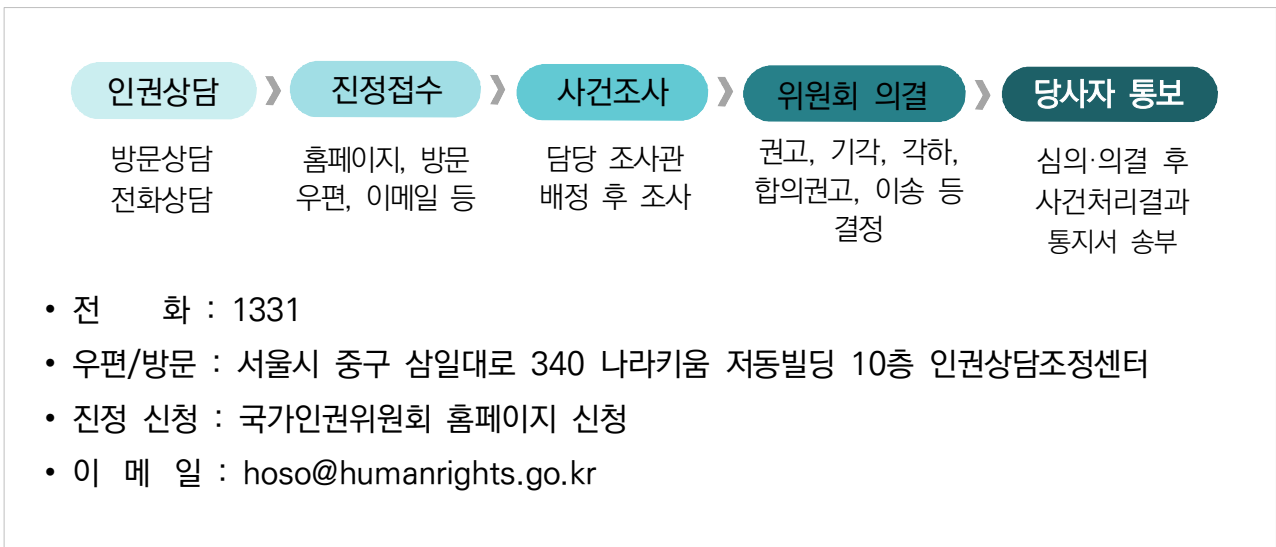 인권상담 》 진정접수 》 사건조사 》 위원회 의결 》 당사자 통보
방문상담
전화상담
홈페이지, 방문
우편, 이메일 등
담당 조사관
배정 후 조사
권고, 기각, 각하,
합의권고, 이송 등
결정
심의·의결 후
사건처리결과
통지서 송부
• 전 화 : 1331
• 우편/방문 : 서울시 중구 삼일대로 340 나라키움 저동빌딩 10층 인권상담조정센터
• 진정 신청 : 국가인권위원회 홈페이지 신청
• 이 메 일 : hoso@humanrights.go.kr